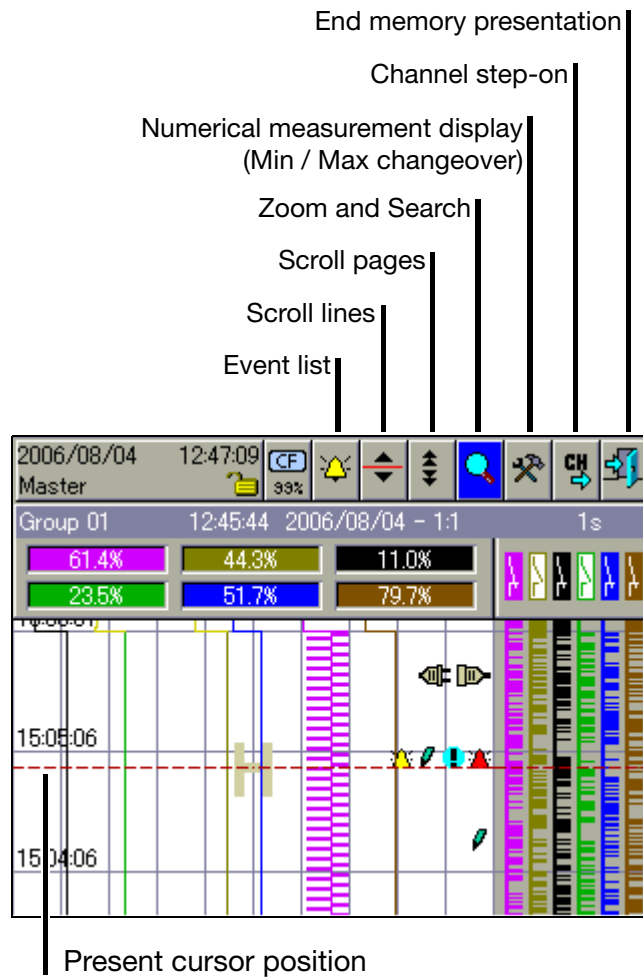 End memory presentation
Channel step-on
Numerical measurement display
(Min / Max changeover)
Zoom and Search
Scroll pages
Scroll lines
Event list
2006/08/04 12:47:09
Master
CF
99%
CH
Group 01 12:45:44 2006/08/04 - 1:1 1s
61.4% 44.3% 11.0%
23.5% 51.7% 79.7%
15:05:06
H
15:04:06
Present cursor position